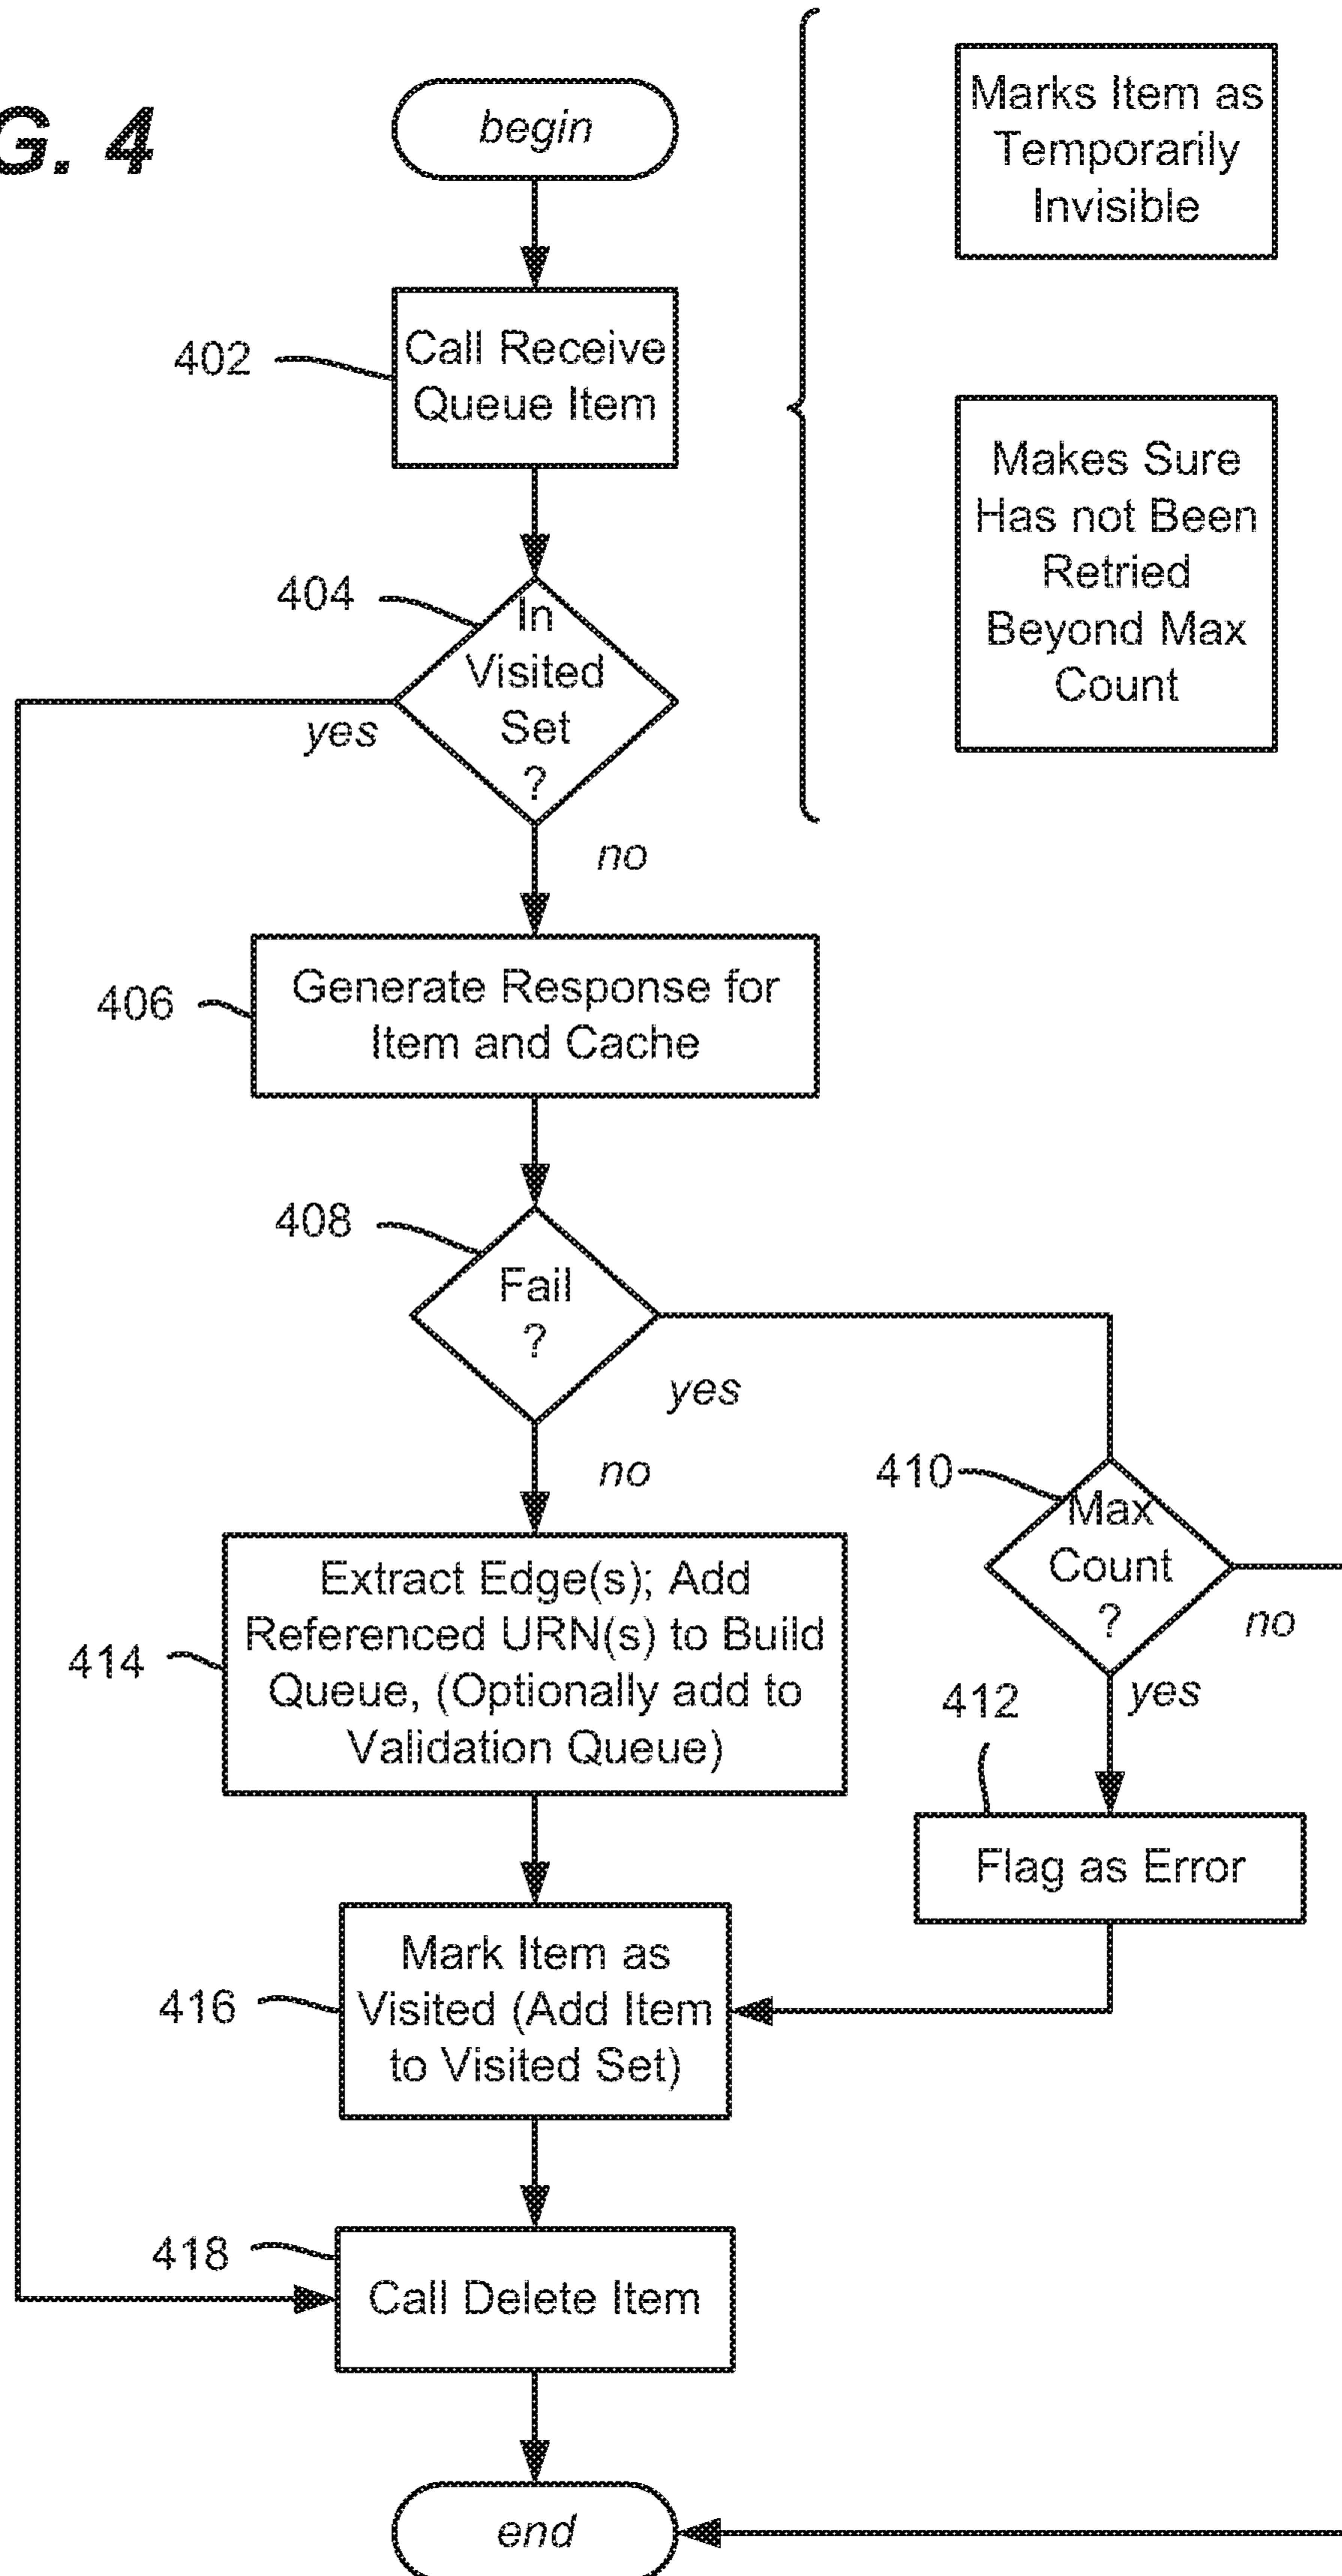 G. 4
begin
Marks Item as
Temporarily
Invisible
402
Call Receive
Queue Item
Makes Sure
Has not Been
Retried
Beyond Max
Count
404
In
Visited
Set
?
yes
no
406
Generate Response for
Item and Cache
408
Fail
?
yes
no
410
Max
Count
?
no
yes
414
Extract Edge(s); Add
Referenced URN(s) to Build
Queue, (Optionally add to
Validation Queue)
412
Flag as Error
416
Mark Item as
Visited (Add Item
to Visited Set)
418
Call Delete Item
end